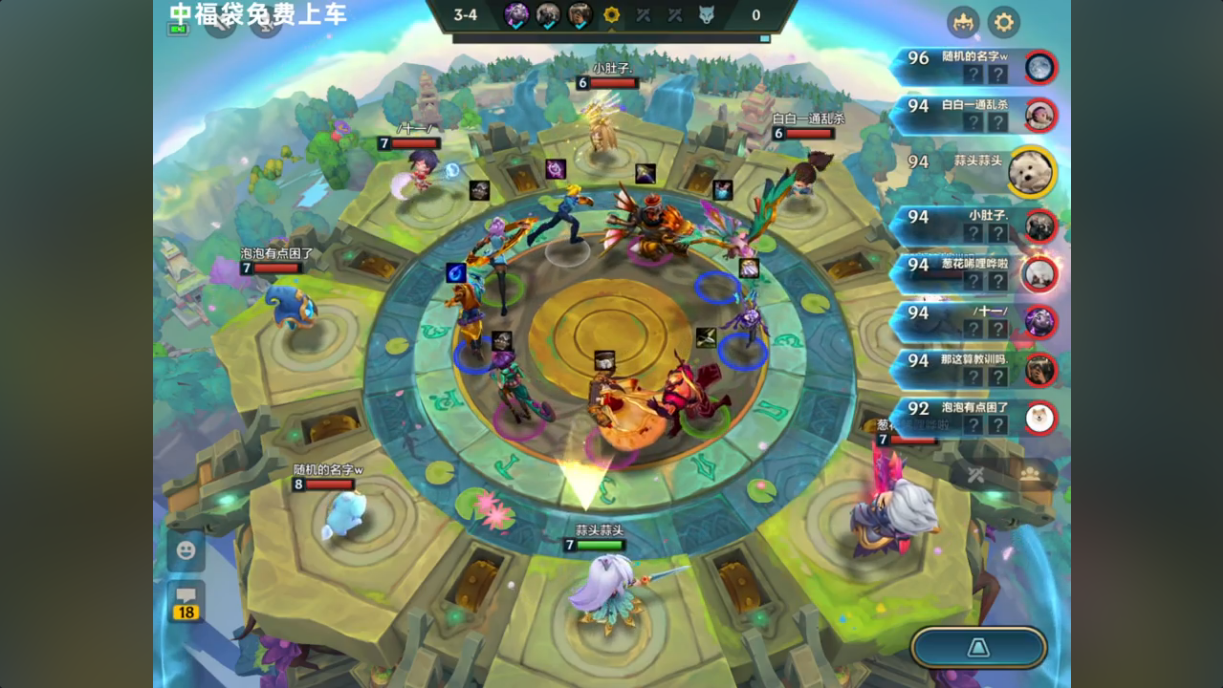 中福袋免费上车
3-4
0
96 随机的名字w
? ?
94 白白一通乱杀
? ?
94 蒜头蒜头
94 小肚子.
? ?
94 葱花唏哩哗啦
? ?
94 /十一/
? ?
94 那这算教训吗.
? ?
92 泡泡有点困了
? ?
小肚子.
6
白白一通乱杀
6
/十一/
7
泡泡有点困了
7
随机的名字w
8
蒜头蒜头
7
7
18